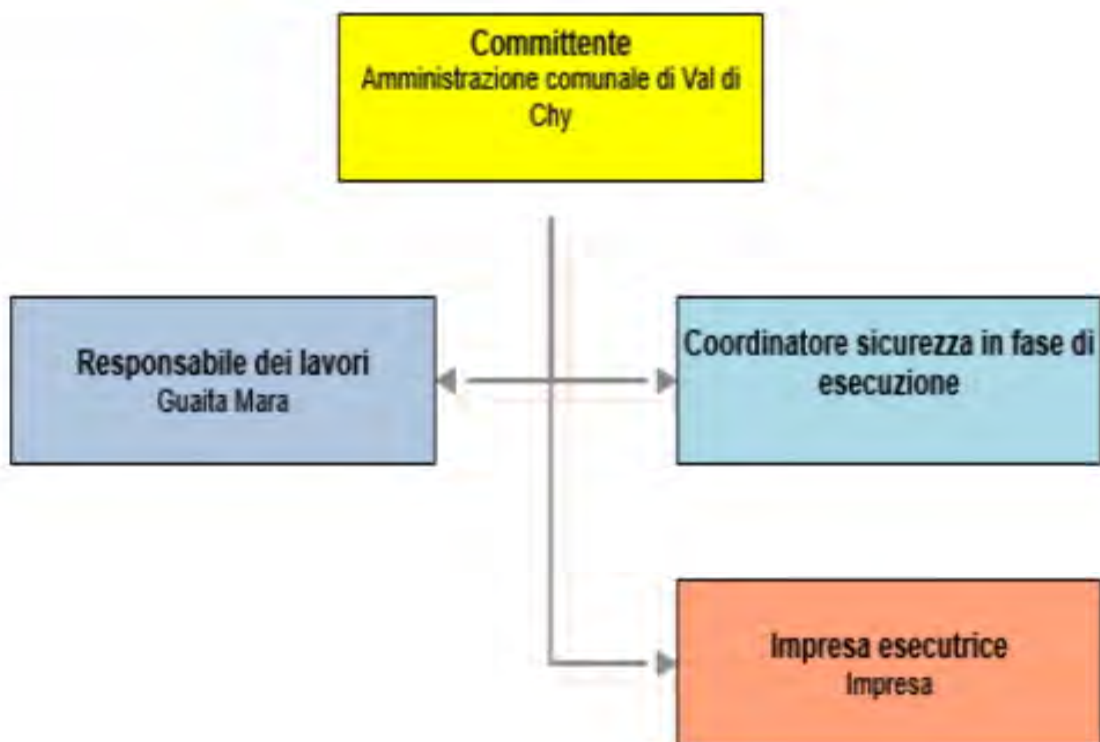 Committente
Amministrazione comunale di Val di
Chy
Responsabile dei lavori
Guaita Mara
Coordinatore sicurezza in fase di
esecuzione
Impresa esecutrice
Impresa